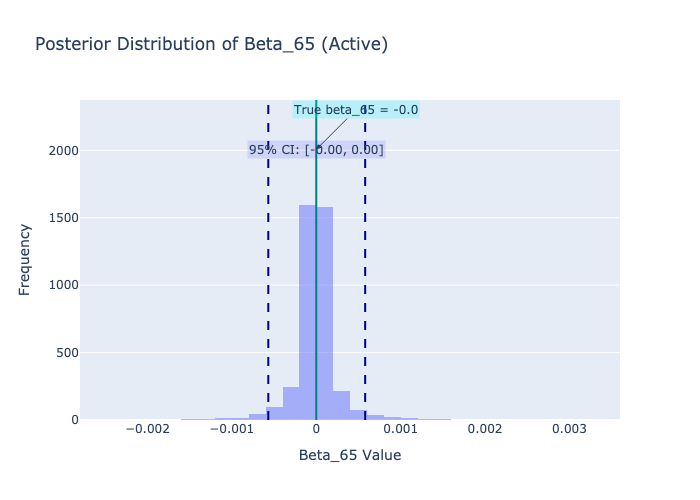 Posterior Distribution of Beta_65 (Active)
True beta_65 = -0.0
95% CI: [-0.00, 0.00]
2000
1500
1000
500
0
Frequency
−0.002 −0.001 0 0.001 0.002 0.003
Beta_65 Value